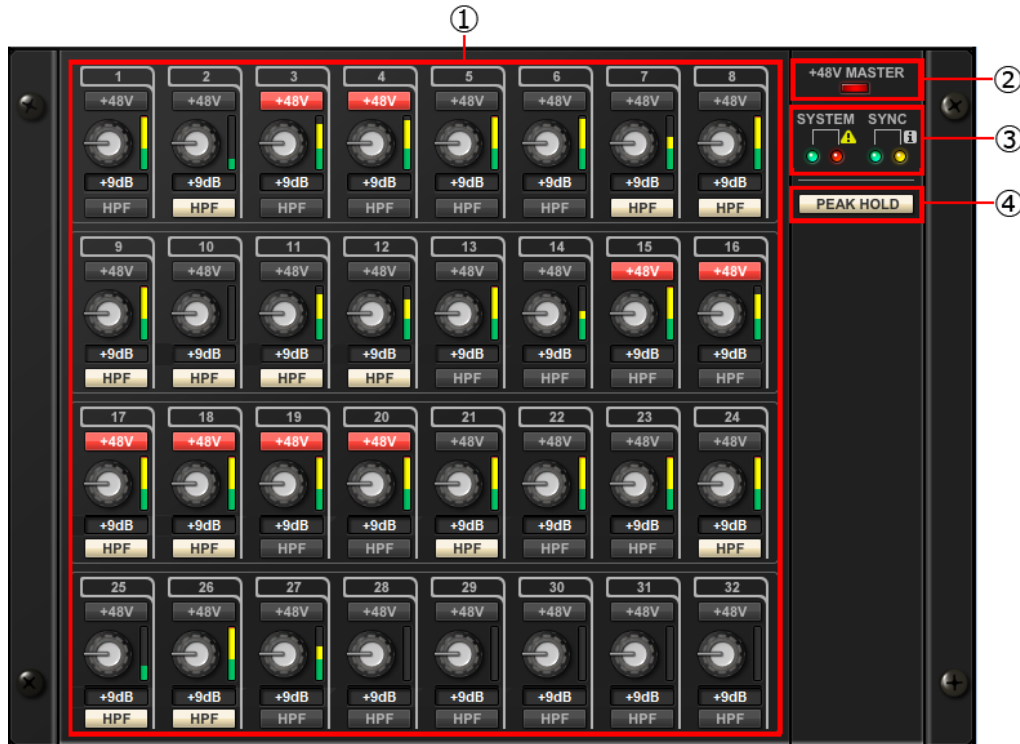 ①
1 2 3 4 5 6 7 8
+48V +48V +48V +48V +48V +48V +48V +48V
+9dB +9dB +9dB +9dB +9dB +9dB +9dB +9dB
HPF HPF HPF HPF HPF HPF HPF HPF
9 10 11 12 13 14 15 16
+48V +48V +48V +48V +48V +48V +48V +48V
+9dB +9dB +9dB +9dB +9dB +9dB +9dB +9dB
HPF HPF HPF HPF HPF HPF HPF HPF
17 18 19 20 21 22 23 24
+48V +48V +48V +48V +48V +48V +48V +48V
+9dB +9dB +9dB +9dB +9dB +9dB +9dB +9dB
HPF HPF HPF HPF HPF HPF HPF HPF
25 26 27 28 29 30 31 32
+48V +48V +48V +48V +48V +48V +48V +48V
+9dB +9dB +9dB +9dB +9dB +9dB +9dB +9dB
HPF HPF HPF HPF HPF HPF HPF HPF
+48V MASTER ②
SYSTEM SYNC ③
PEAK HOLD ④